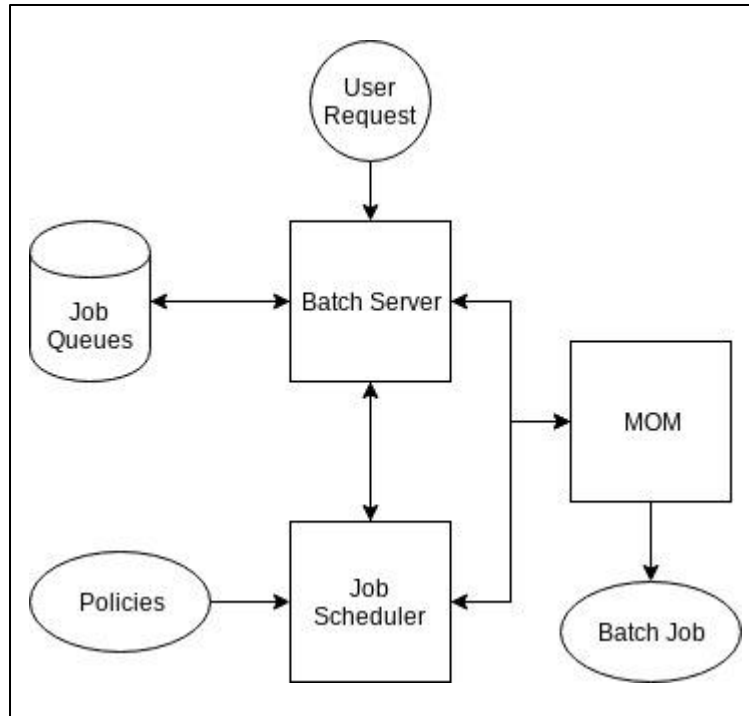 User
Request
Job
Queues
Batch Server
MOM
Policies
Job
Scheduler
Batch Job